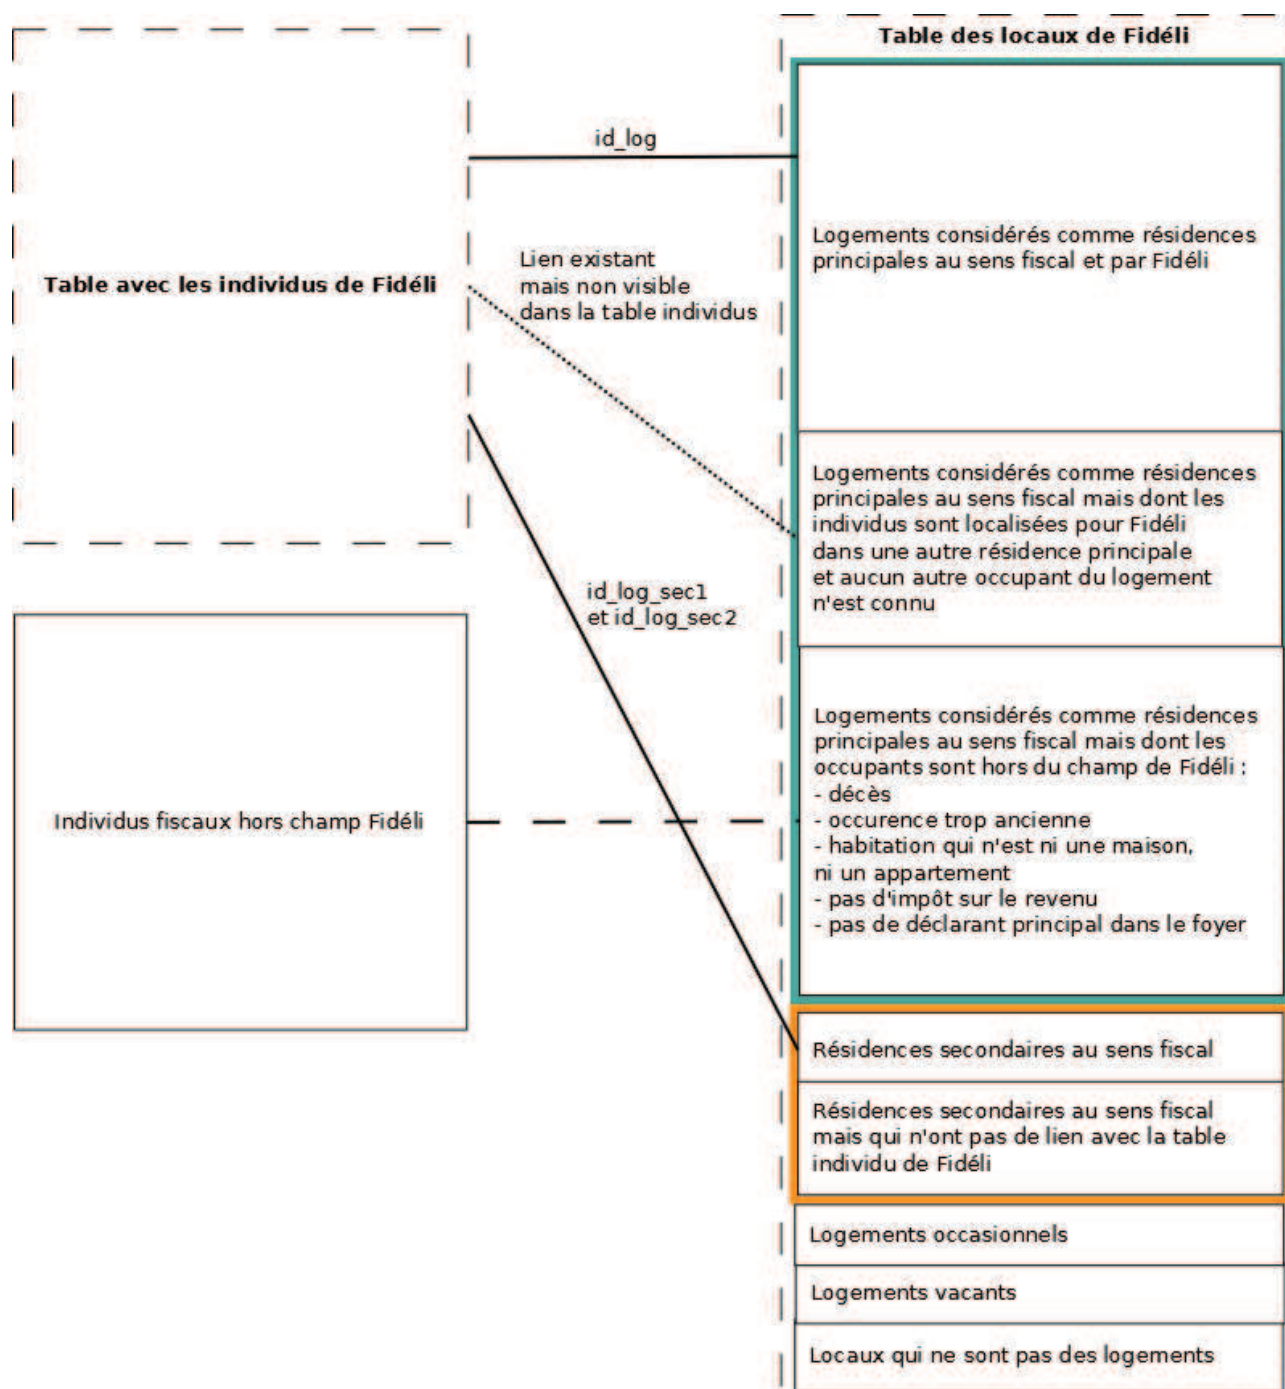 Table des locaux de Fidéli
id_log
Logements considérés comme résidences
principales au sens fiscal et par Fidéli
Lien existant
mais non visible
dans la table individus
Table avec les individus de Fidéli
Logements considérés comme résidences
principales au sens fiscal mais dont les
individus sont localisées pour Fidéli
dans une autre résidence principale
et aucun autre occupant du logement
n'est connu
id_log_sec1
et id_log_sec2
Logements considérés comme résidences
principales au sens fiscal mais dont les
occupants sont hors du champ de Fidéli :
- décès
- occurence trop ancienne
- habitation qui n'est ni une maison,
ni un appartement
- pas d'impôt sur le revenu
- pas de déclarant principal dans le foyer
Individus fiscaux hors champ Fidéli
Résidences secondaires au sens fiscal
Résidences secondaires au sens fiscal
mais qui n'ont pas de lien avec la table
individu de Fidéli
Logements occasionnels
Logements vacants
Locaux qui ne sont pas des logements